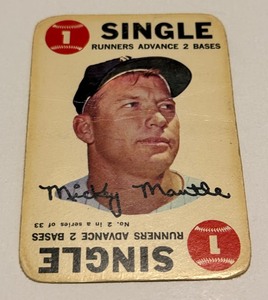 1 SINGLE
RUNNERS ADVANCE 2 BASES
Micky Mantle
No. 2 in a series of 33
RUNNERS ADVANCE 2 BASES
SINGLE 1